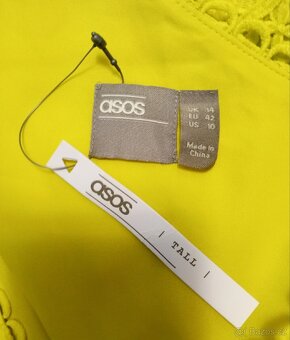 asos
UK 14
EU 42
US 10
Made in
China
asos
| TALL |